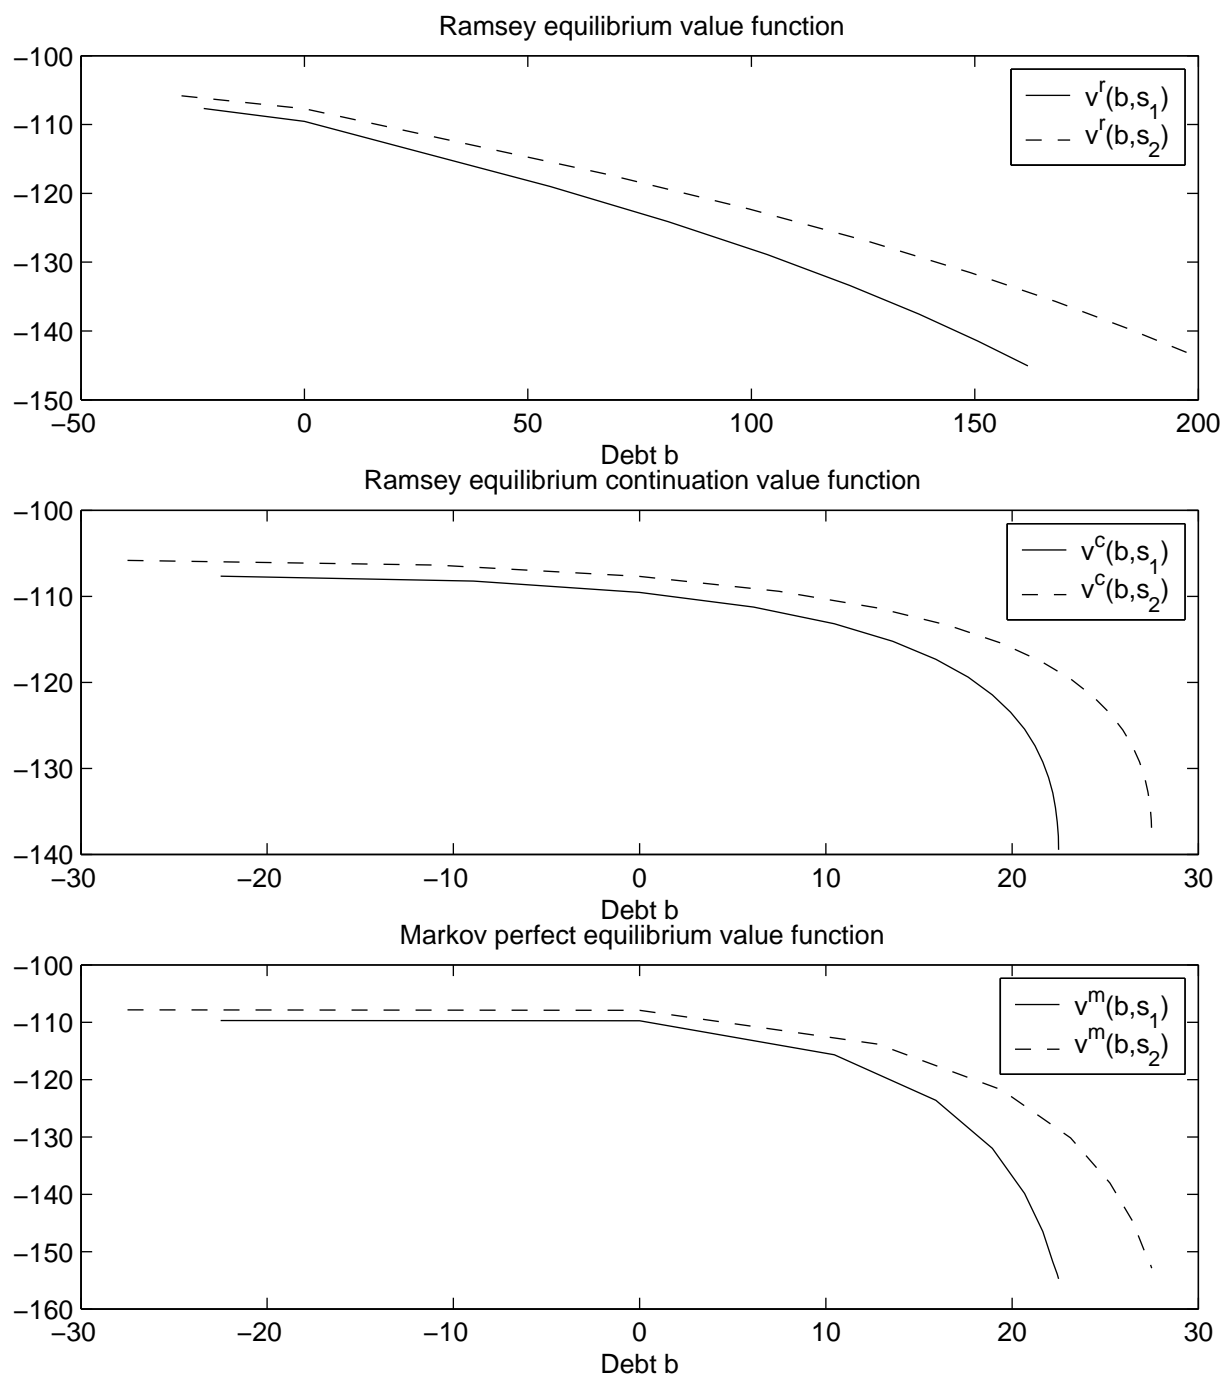 Ramsey equilibrium value function
−100
−110
−120
−130
−140
−150
v^r(b,s_1)
v^r(b,s_2)
−50 0 50 100 150 200
Debt b
Ramsey equilibrium continuation value function
−100
−110
−120
−130
−140
v^c(b,s_1)
v^c(b,s_2)
−30 −20 −10 0 10 20 30
Debt b
Markov perfect equilibrium value function
−100
−110
−120
−130
−140
−150
−160
v^m(b,s_1)
v^m(b,s_2)
−30 −20 −10 0 10 20 30
Debt b